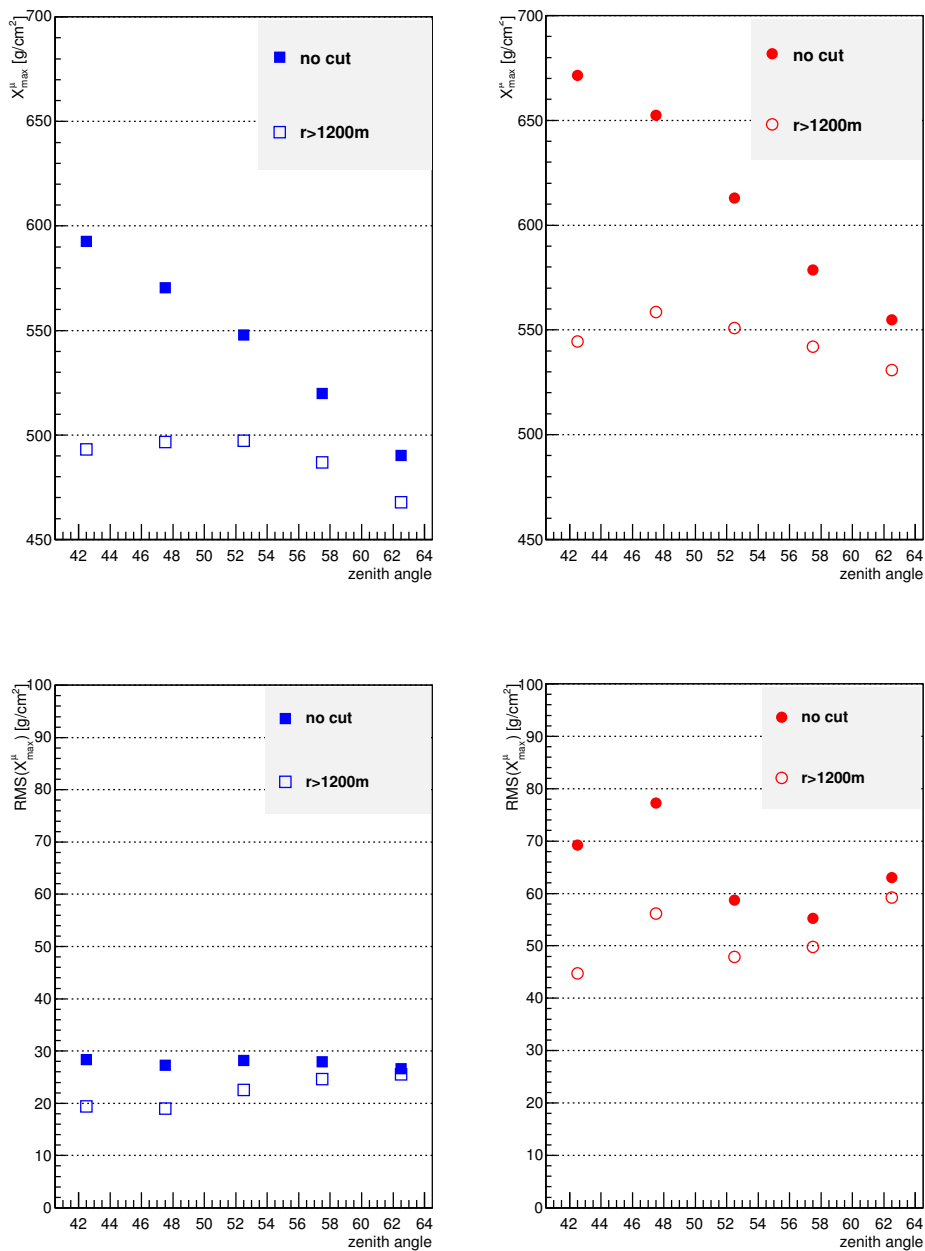 X^μ_max [g/cm²]
700
650
600
550
500
450
no cut
r>1200m
42 44 46 48 50 52 54 56 58 60 62 64
zenith angle
X^μ_max [g/cm²]
700
650
600
550
500
450
no cut
r>1200m
42 44 46 48 50 52 54 56 58 60 62 64
zenith angle
RMS(X^μ_max) [g/cm²]
100
90
80
70
60
50
40
30
20
10
0
no cut
r>1200m
42 44 46 48 50 52 54 56 58 60 62 64
zenith angle
RMS(X^μ_max) [g/cm²]
100
90
80
70
60
50
40
30
20
10
0
no cut
r>1200m
42 44 46 48 50 52 54 56 58 60 62 64
zenith angle